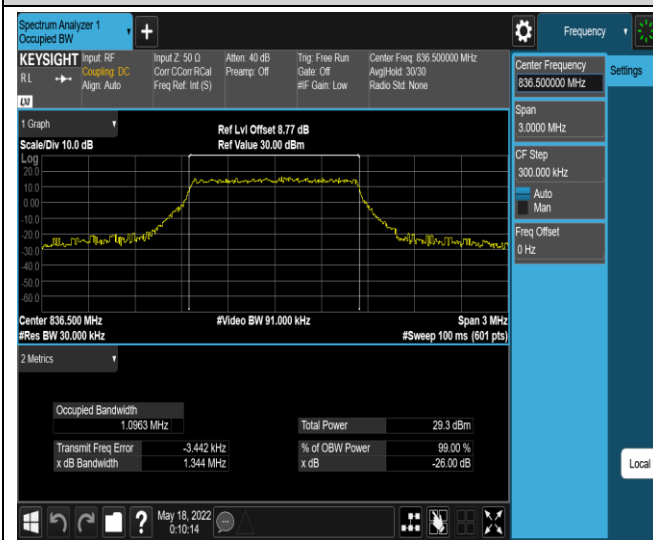 Spectrum Analyzer 1
Occupied BW
Frequency
KEYSIGHT
RL
LXI
Input: RF
Coupling: DC
Align: Auto
Input Z: 50 Ω
Corr CCorr RCal
Freq Ref: Int (S)
Atten: 40 dB
Preamp: Off
Trig: Free Run
Gate: Off
#IF Gain: Low
Center Freq: 836.500000 MHz
Avg|Hold: 30/30
Radio Std: None
Center Frequency
836.500000 MHz
Settings
Span
3.0000 MHz
CF Step
300.000 kHz
Auto
Man
Freq Offset
0 Hz
Local
1 Graph
Scale/Div 10.0 dB
Ref Lvl Offset 8.77 dB
Ref Value 30.00 dBm
Log
20.0
10.0
0.00
-10.0
-20.0
-30.0
-50.0
-60.0
Center 836.500 MHz
#Video BW 91.000 kHz
Span 3 MHz
#Res BW 30.000 kHz
#Sweep 100 ms (601 pts)
2 Metrics
Occupied Bandwidth
1.0963 MHz
Total Power 29.3 dBm
Transmit Freq Error -3.442 kHz
% of OBW Power 99.00 %
x dB Bandwidth 1.344 MHz
x dB -26.00 dB
?
May 18, 2022
0:10:14